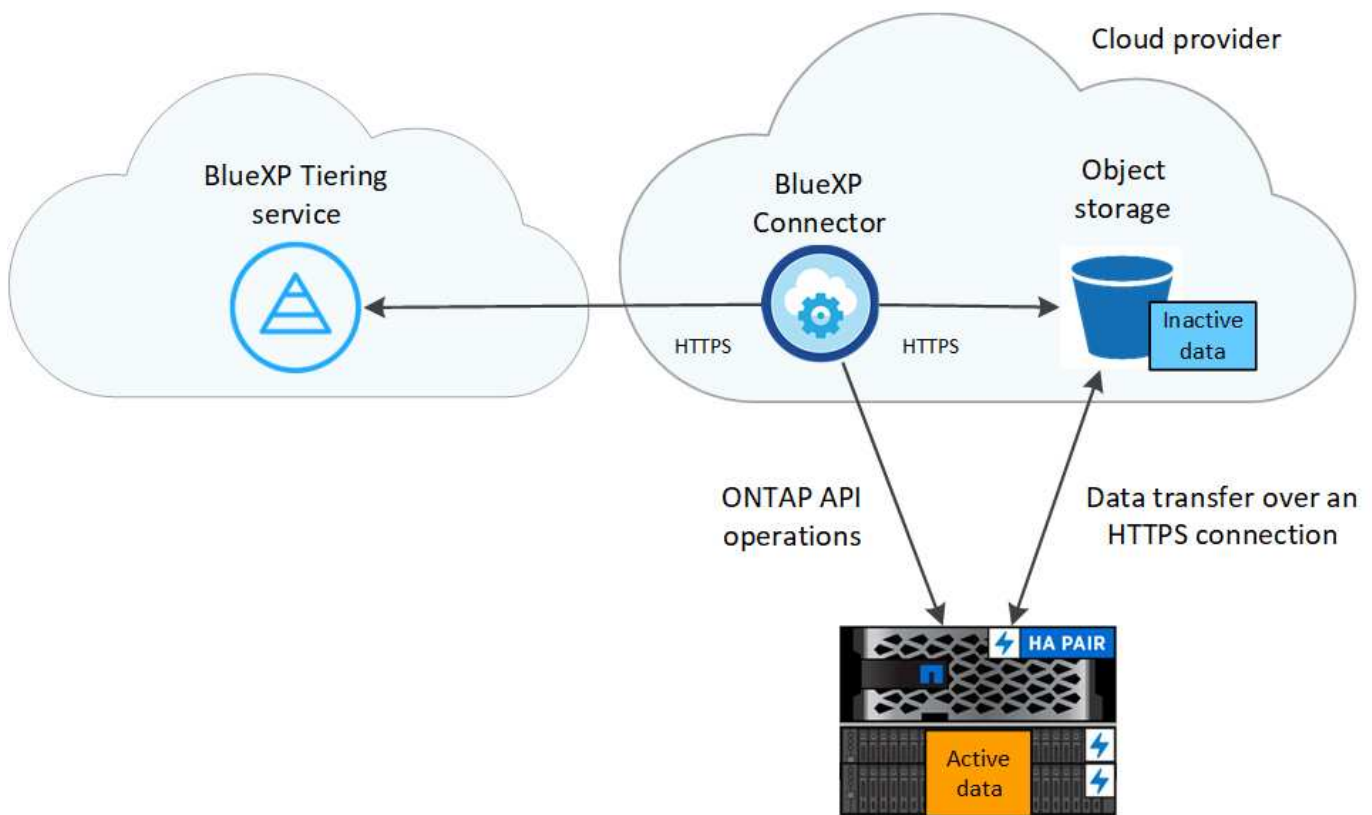 Cloud provider
BlueXP Tiering
service
BlueXP
Connector
Object
storage
HTTPS
HTTPS
Inactive
data
ONTAP API
operations
Data transfer over an
HTTPS connection
HA PAIR
Active
data